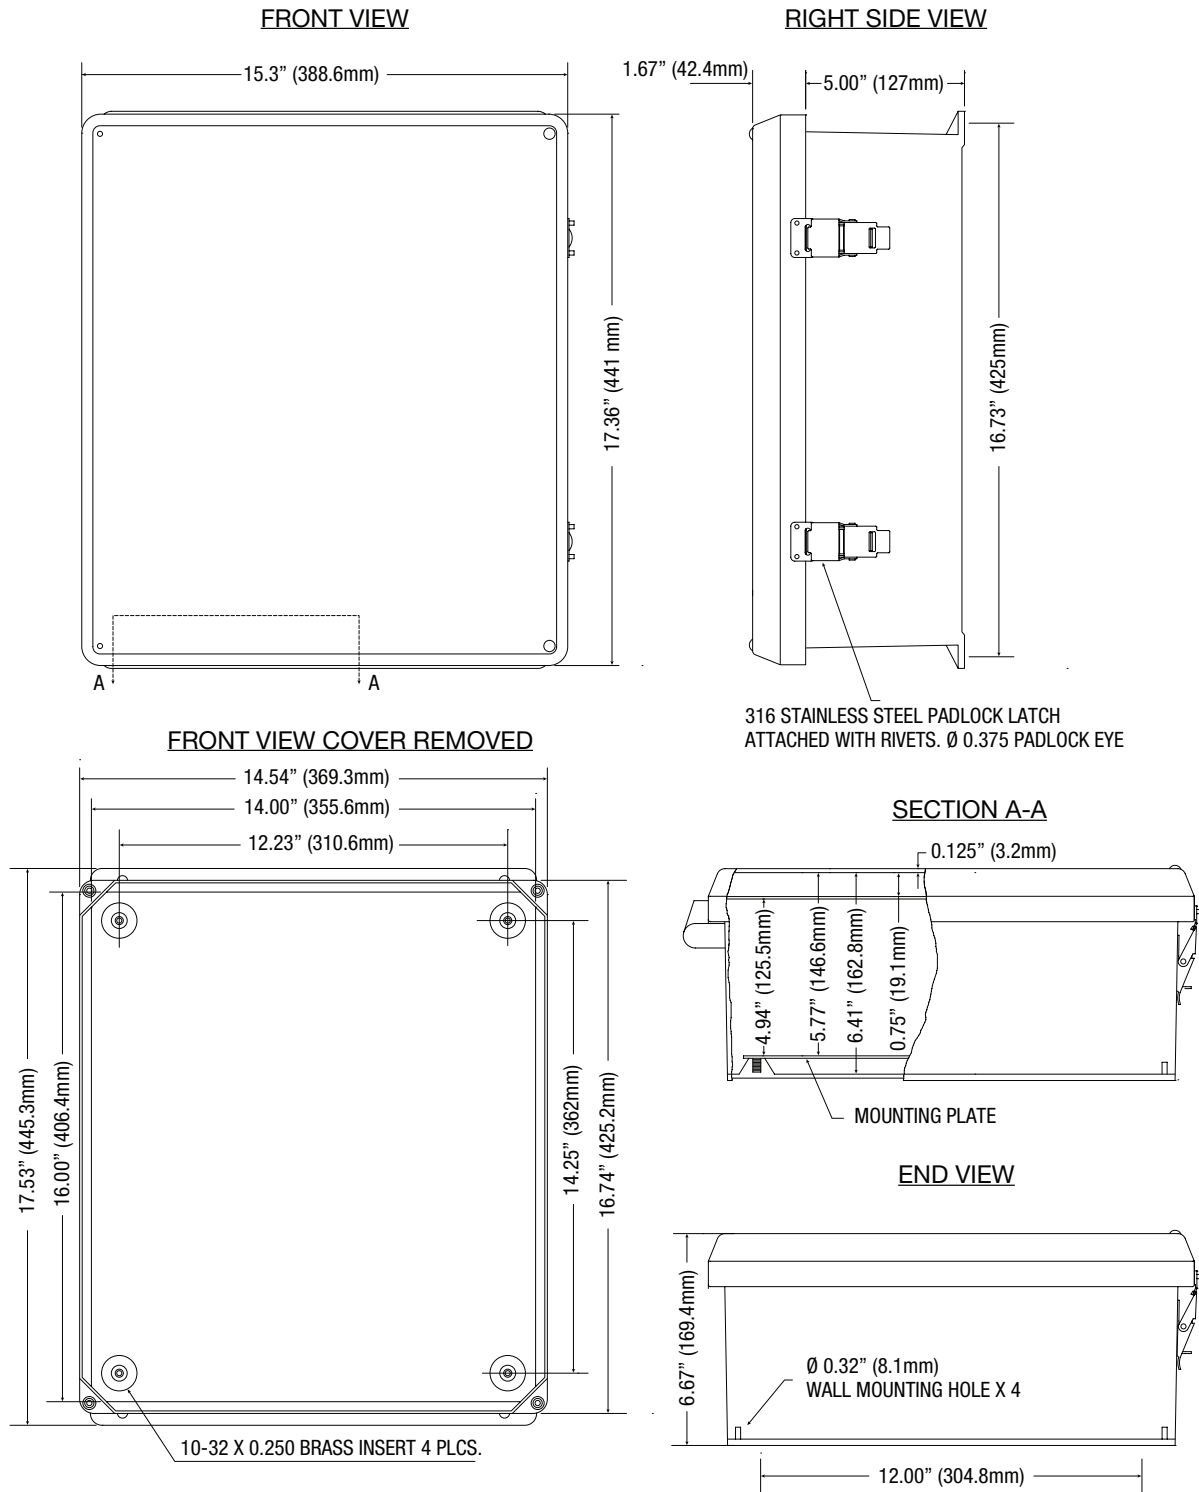 FRONT VIEW
15.3” (388.6mm)
17.36” (441 mm)
A
A
RIGHT SIDE VIEW
1.67” (42.4mm)
5.00” (127mm)
16.73” (425mm)
316 STAINLESS STEEL PADLOCK LATCH
ATTACHED WITH RIVETS. Ø 0.375 PADLOCK EYE
FRONT VIEW COVER REMOVED
14.54” (369.3mm)
14.00” (355.6mm)
12.23” (310.6mm)
17.53” (445.3mm)
16.00” (406.4mm)
14.25” (362mm)
16.74” (425.2mm)
10-32 X 0.250 BRASS INSERT 4 PLCS.
SECTION A-A
0.125” (3.2mm)
4.94” (125.5mm)
5.77” (146.6mm)
6.41” (162.8mm)
0.75” (19.1mm)
MOUNTING PLATE
END VIEW
6.67” (169.4mm)
Ø 0.32” (8.1mm)
WALL MOUNTING HOLE X 4
12.00” (304.8mm)